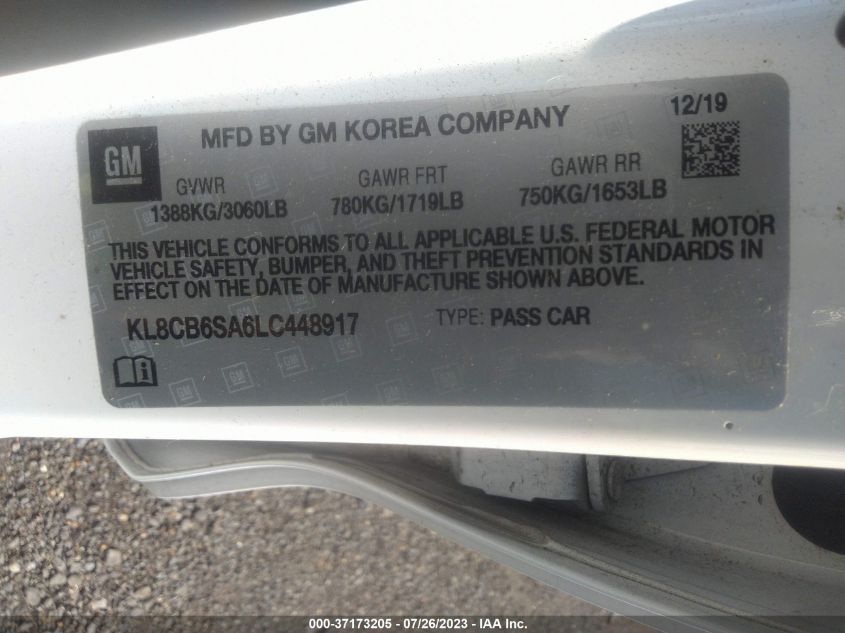 MFD BY GM KOREA COMPANY
12/19
GM
GVWR GAWR FRT GAWR RR
1388KG/3060LB 780KG/1719LB 750KG/1653LB
THIS VEHICLE CONFORMS TO ALL APPLICABLE U.S. FEDERAL MOTOR
VEHICLE SAFETY, BUMPER, AND THEFT PREVENTION STANDARDS IN
EFFECT ON THE DATE OF MANUFACTURE SHOWN ABOVE.
KL8CB6SA6LC448917 TYPE: PASS CAR
000-37173205 - 07/26/2023 - IAA Inc.